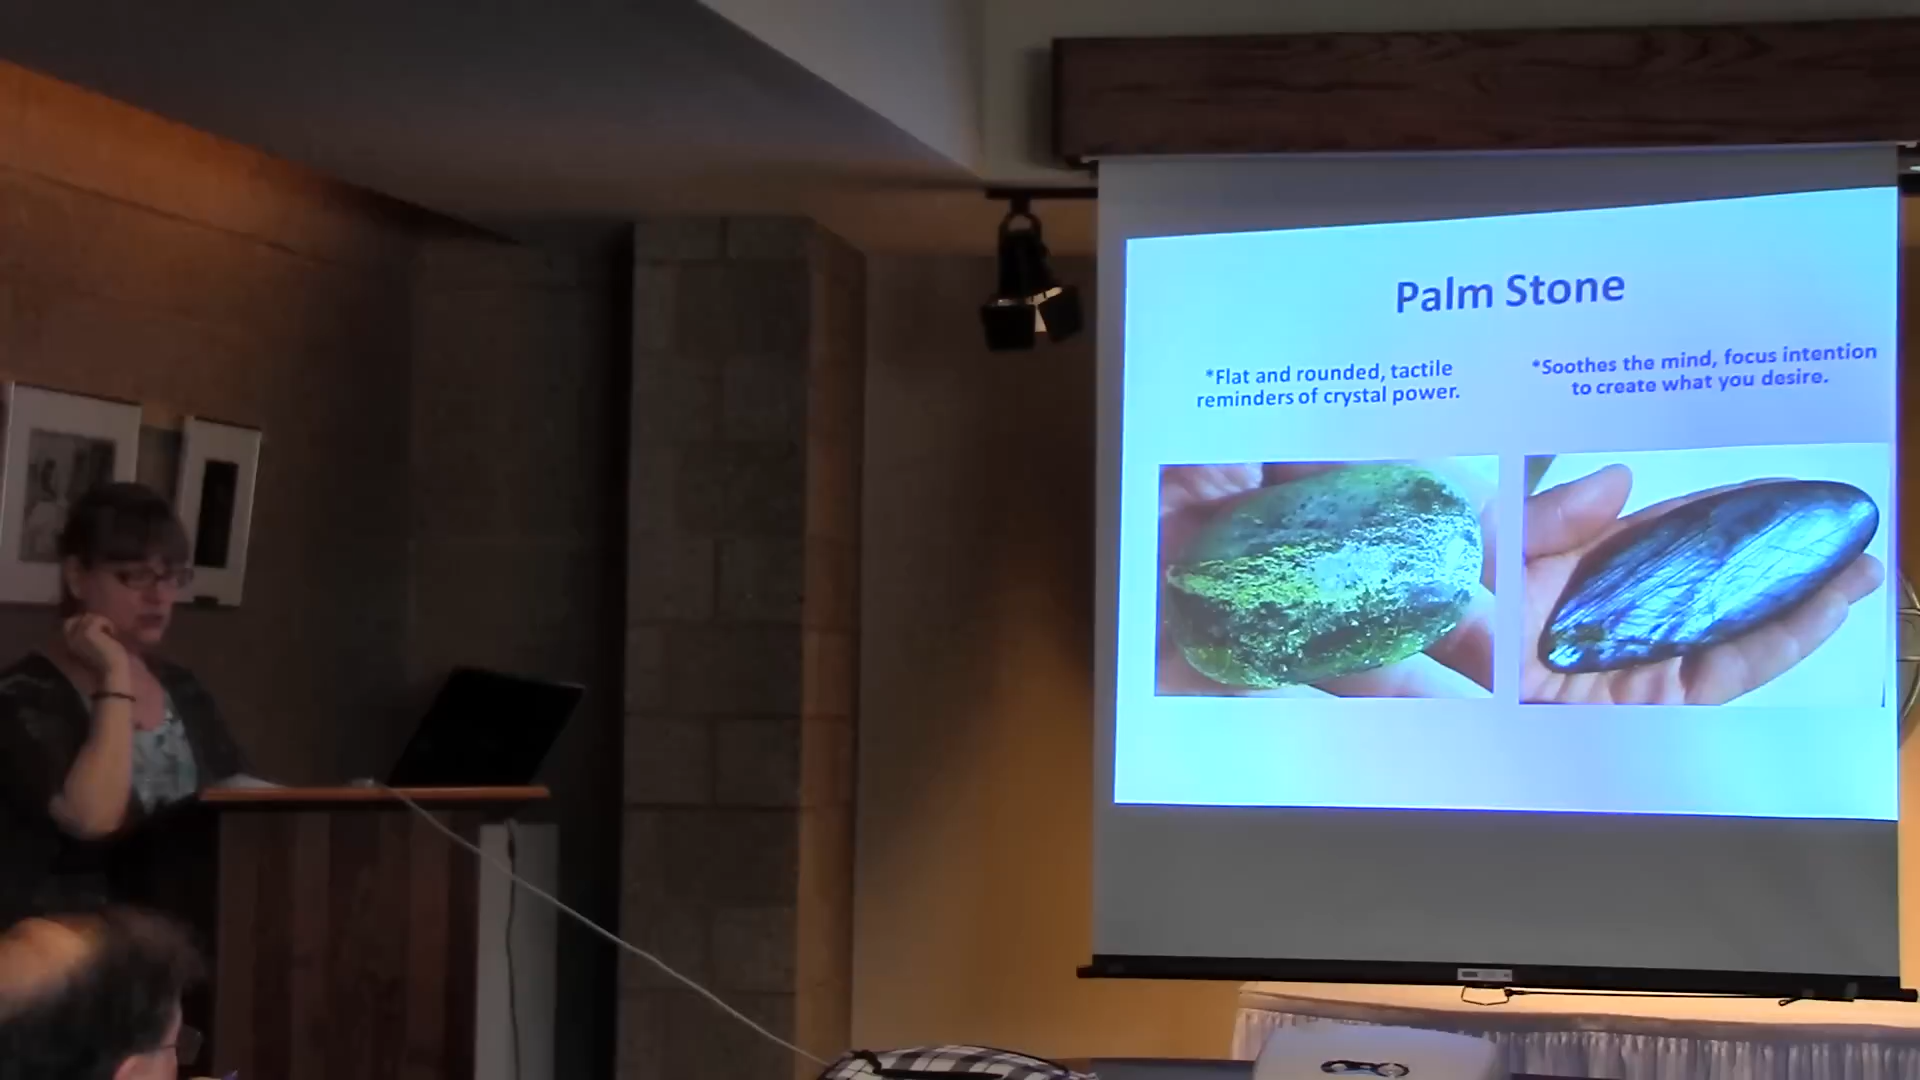 Palm Stone
*Flat and rounded, tactile
reminders of crystal power.
*Soothes the mind, focus intention
to create what you desire.